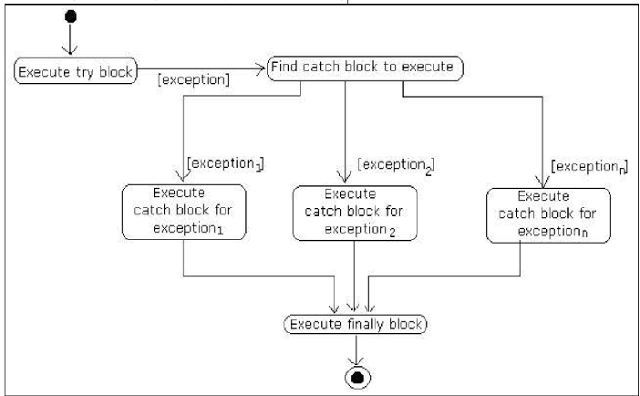 Execute try block
[exception]
Find catch block to execute
[exception₁]
[exception₂]
[exceptionₙ]
Execute
catch block for
exception₁
Execute
catch block for
exception₂
Execute
catch block for
exceptionₙ
Execute finally block